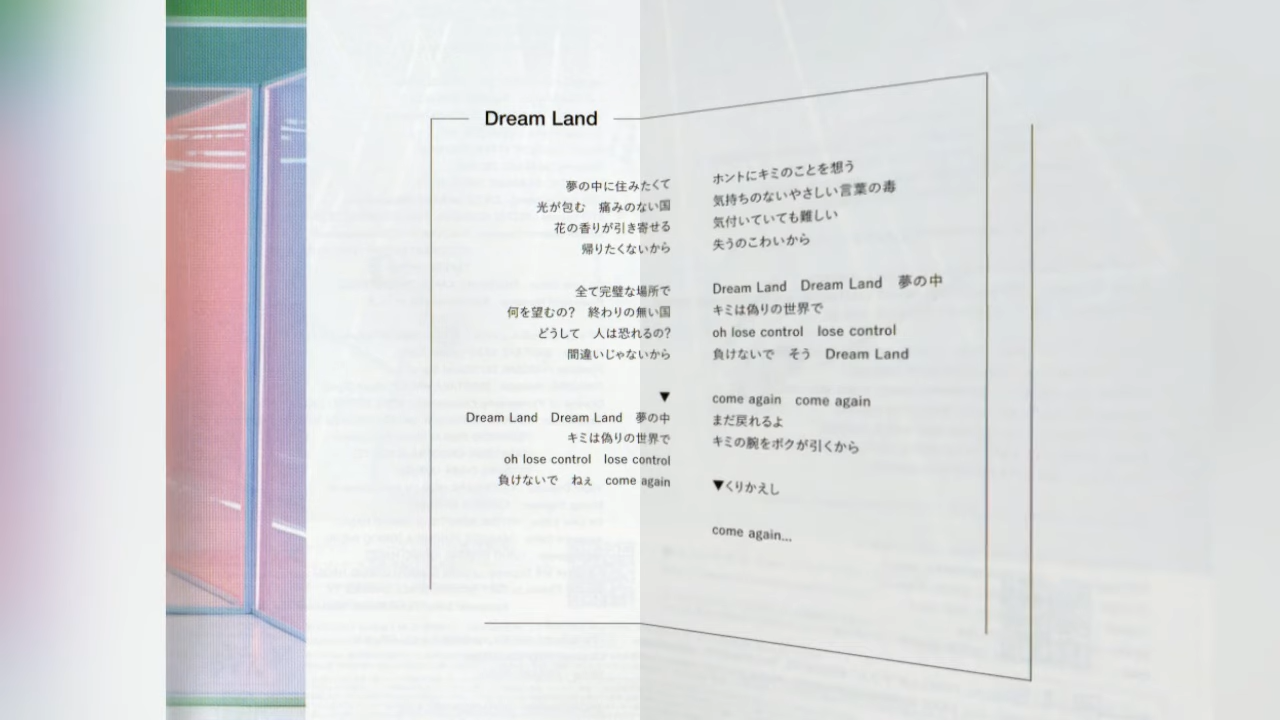 Dream Land
夢の中に住みたくて
光が包む　痛みのない国
花の香りが引き寄せる
帰りたくないから
全て完璧な場所で
何を望むの?　終わりの無い国
どうして　人は恐れるの?
間違いじゃないから
▼
Dream Land　Dream Land　夢の中
キミは偽りの世界で
oh lose control　lose control
負けないで　ねぇ　come again
ホントにキミのことを想う
気持ちのないやさしい言葉の毒
気付いていても難しい
失うのこわいから
Dream Land　Dream Land　夢の中
キミは偽りの世界で
oh lose control　lose control
負けないで　そう　Dream Land
come again　come again
まだ戻れるよ
キミの腕をボクが引くから
▼くりかえし
come again...